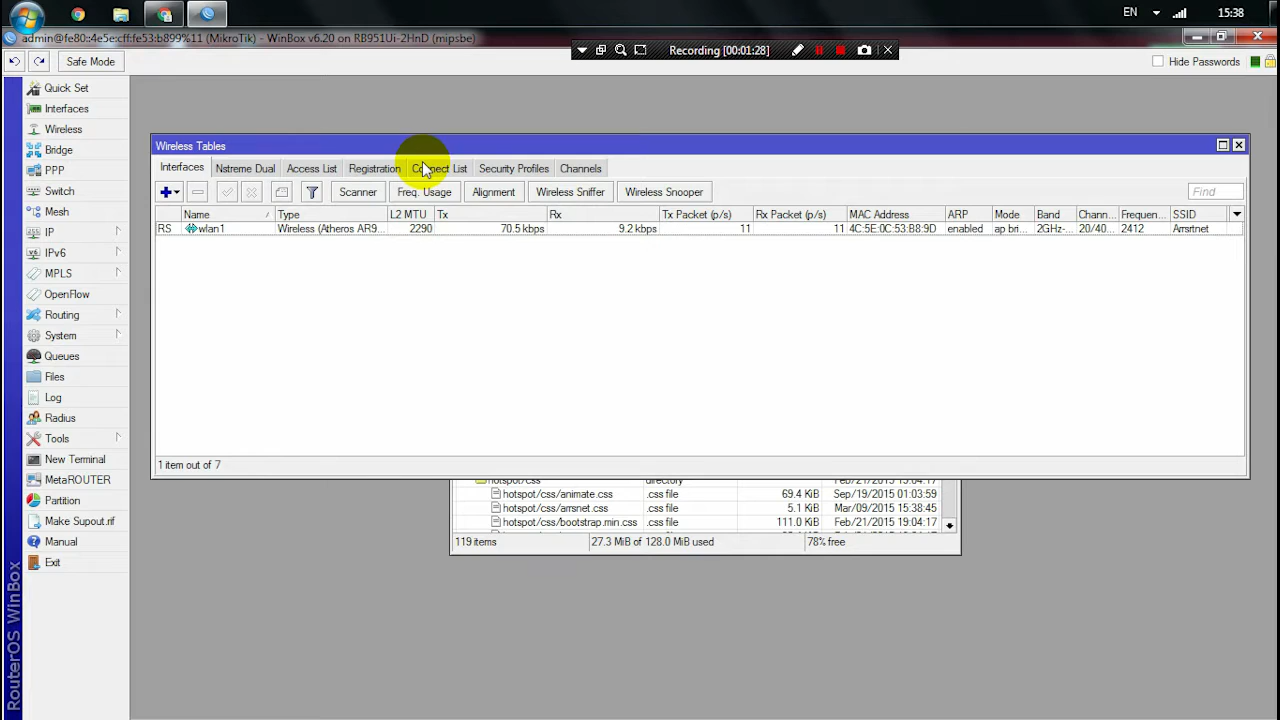 EN 15:38
admin@fe80::4e5e:cff:fe53:b899%11 (MikroTik) - WinBox v6.20 on RB951Ui-2HnD (mipsbe)
Recording [00:01:28]
Safe Mode
Hide Passwords
Quick Set
Interfaces
Wireless
Bridge
PPP
Switch
Mesh
IP
IPv6
MPLS
OpenFlow
Routing
System
Queues
Files
Log
Radius
Tools
New Terminal
MetaROUTER
Partition
Make Supout.rif
Manual
Exit
RouterOS WinBox
Wireless Tables
Interfaces Nstreme Dual Access List Registration Connect List Security Profiles Channels
Scanner Freq. Usage Alignment Wireless Sniffer Wireless Snooper Find
Name Type L2 MTU Tx Rx Tx Packet (p/s) Rx Packet (p/s) MAC Address ARP Mode Band Chann... Frequen... SSID
RS wlan1 Wireless (Atheros AR9... 2290 70.5 kbps 9.2 kbps 11 11 4C:5E:0C:53:B8:9D enabled ap bri... 2GHz-... 20/40... 2412 Arrsrtnet
1 item out of 7
hotspot/css directory Feb/21/2015 19:04:17
hotspot/css/animate.css .css file 69.4 KiB Sep/19/2015 01:03:59
hotspot/css/arrsnet.css .css file 5.1 KiB Mar/09/2015 15:38:45
hotspot/css/bootstrap.min.css .css file 111.0 KiB Feb/21/2015 19:04:17
119 items 27.3 MiB of 128.0 MiB used 78% free